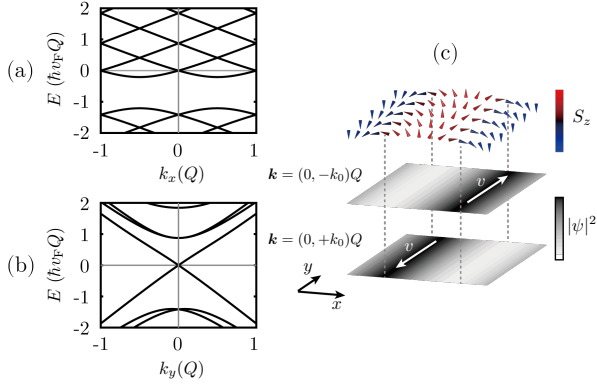 (a)
E (ħv_F Q)
2
1
0
-1
-2
-1
0
1
k_x(Q)
(b)
E (ħv_F Q)
2
1
0
-1
-2
-1
0
1
k_y(Q)
(c)
S_z
k = (0, −k_0)Q
v
k = (0, +k_0)Q
v
|ψ|^2
y
x